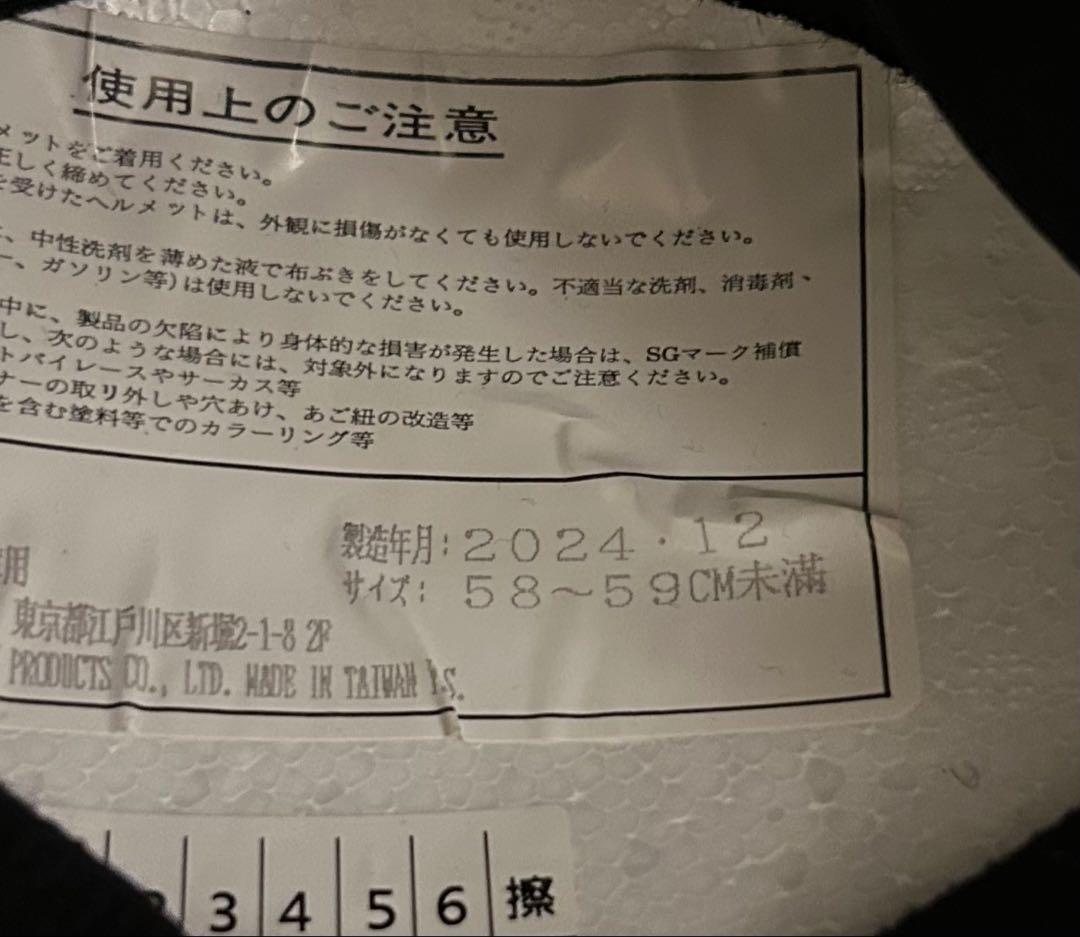 使用上のご注意
メットをご着用ください。
正しく締めてください。
を受けたヘルメットは、外観に損傷がなくても使用しないでください。
、中性洗剤を薄めた液で布ぶきをしてください。不適当な洗剤、消毒剤、
ー、ガソリン等)は使用しないでください。
中に、製品の欠陥により身体的な損害が発生した場合は、SGマーク補償
し、次のような場合には、対象外になりますのでご注意ください。
トバイレースやサーカス等
ナーの取り外しや穴あけ、あご紐の改造等
を含む塗料等でのカラーリング等
製造年月:2024・12
用
サイズ:58〜59CM未満
東京都江戸川区新堀2-1-8 2F
PRODUCTS CO., LTD. MADE IN TAIWAN Y.S.
3 4 5 6 擦